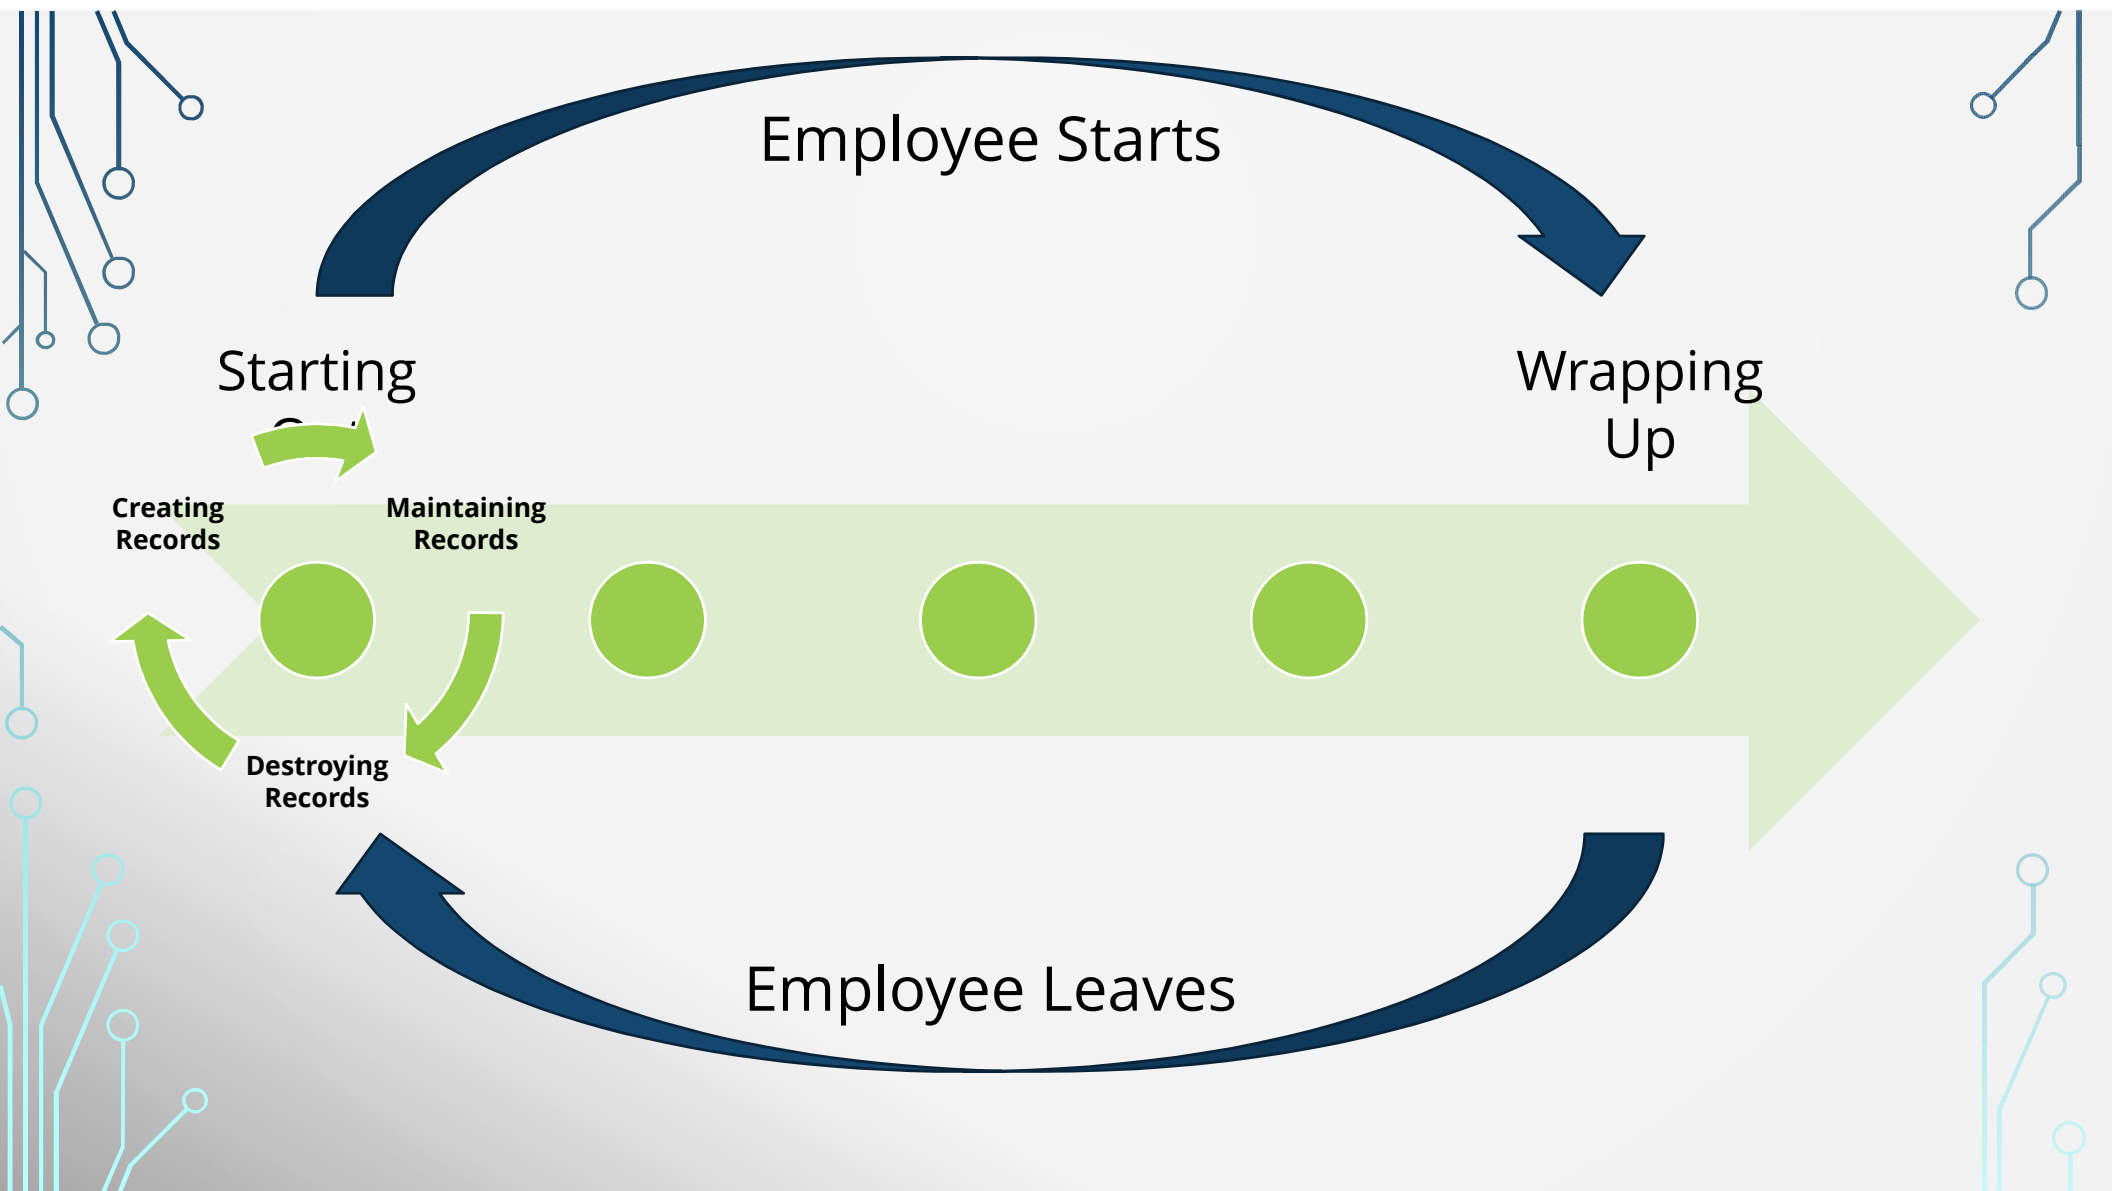 Employee Starts
Starting
Wrapping
Up
Creating
Records
Maintaining
Records
Destroying
Records
Employee Leaves